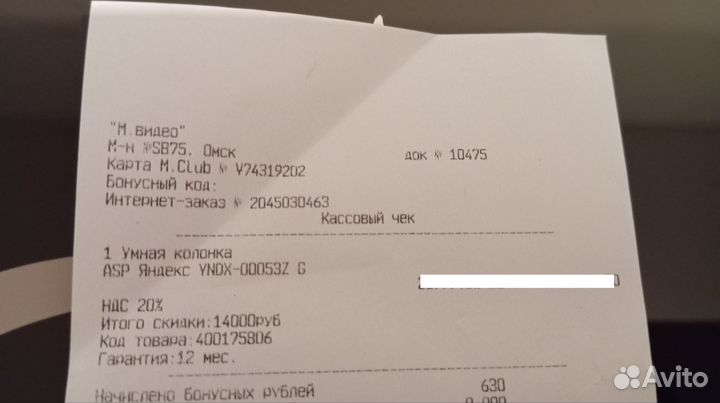 "М.видео"
М-н №SB75, Омск док № 10475
Карта M.Club № V74319202
Бонусный код:
Интернет-заказ № 2045030463
Кассовый чек
1 Умная колонка
ASP Яндекс YNDX-00053Z G
НДС 20%
Итого скидки:14000руб
Код товара:400175806
Гарантия:12 мес.
Начислено бонусных рублей 630
Avito